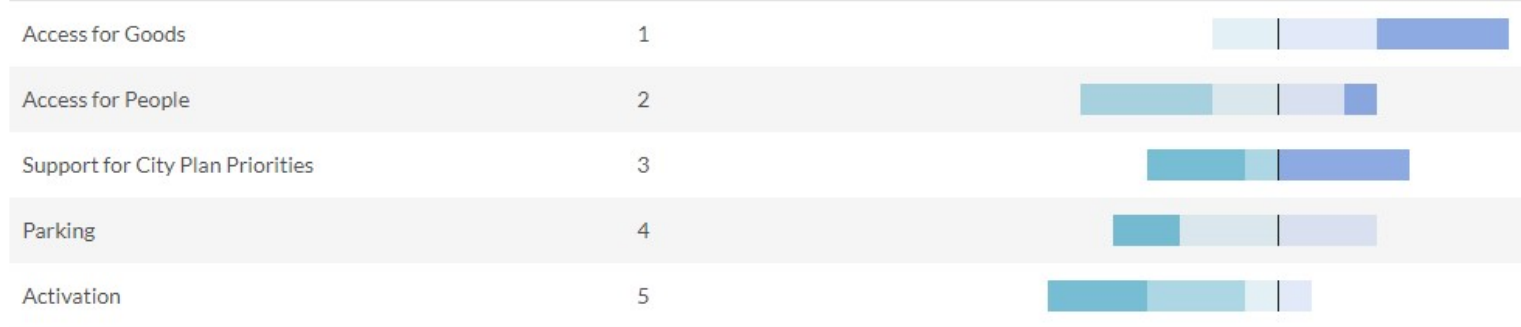 Access for Goods 1
Access for People 2
Support for City Plan Priorities 3
Parking 4
Activation 5